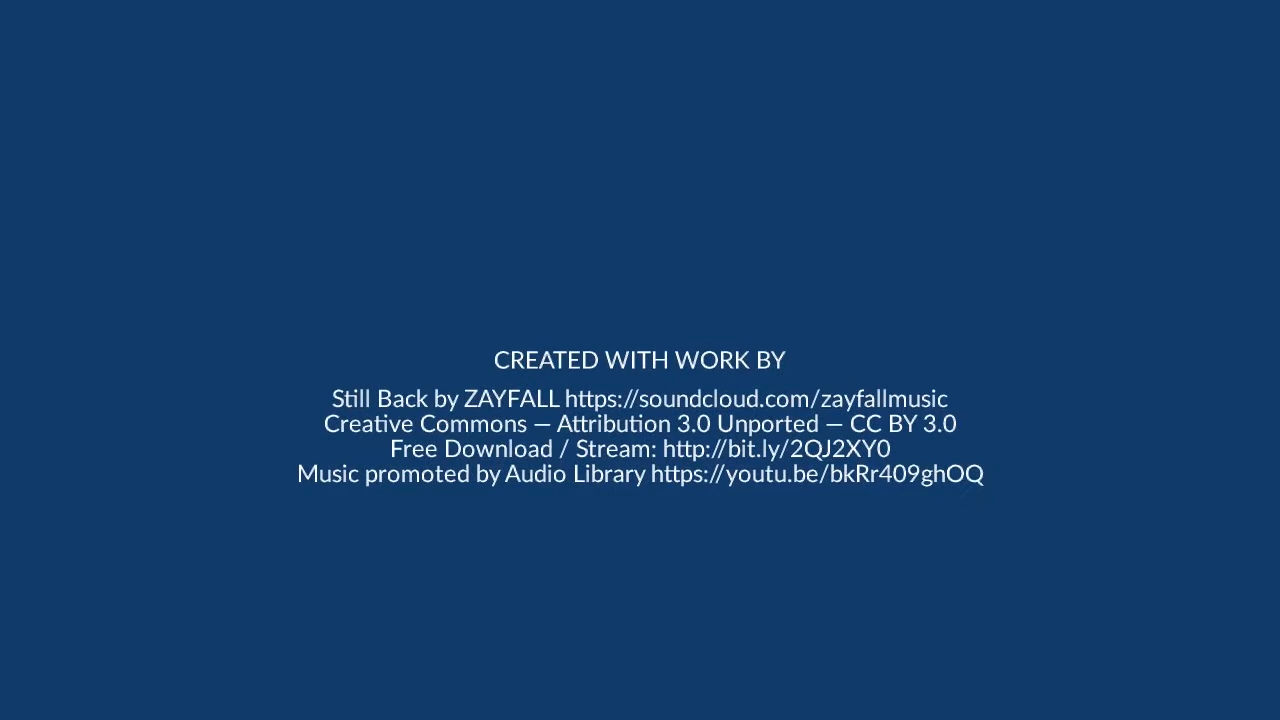 CREATED WITH WORK BY
Still Back by ZAYFALL https://soundcloud.com/zayfallmusic
Creative Commons — Attribution 3.0 Unported — CC BY 3.0
Free Download / Stream: http://bit.ly/2QJ2XY0
Music promoted by Audio Library https://youtu.be/bkRr409ghOQ